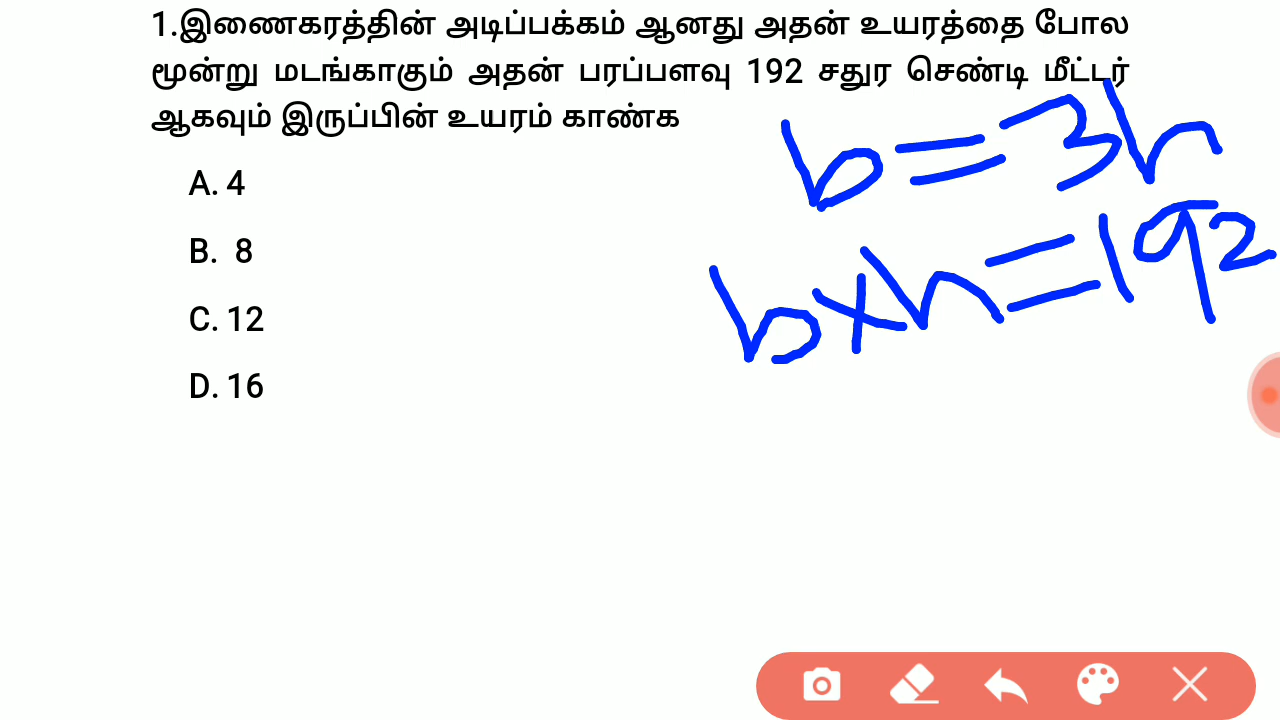 1.இணைகரத்தின் அடிப்பக்கம் ஆனது அதன் உயரத்தை போல
மூன்று மடங்காகும் அதன் பரப்பளவு 192 சதுர செண்டி மீட்டர்
ஆகவும் இருப்பின் உயரம் காண்க
b=3h
A. 4
B. 8
b×h=192
C. 12
D. 16